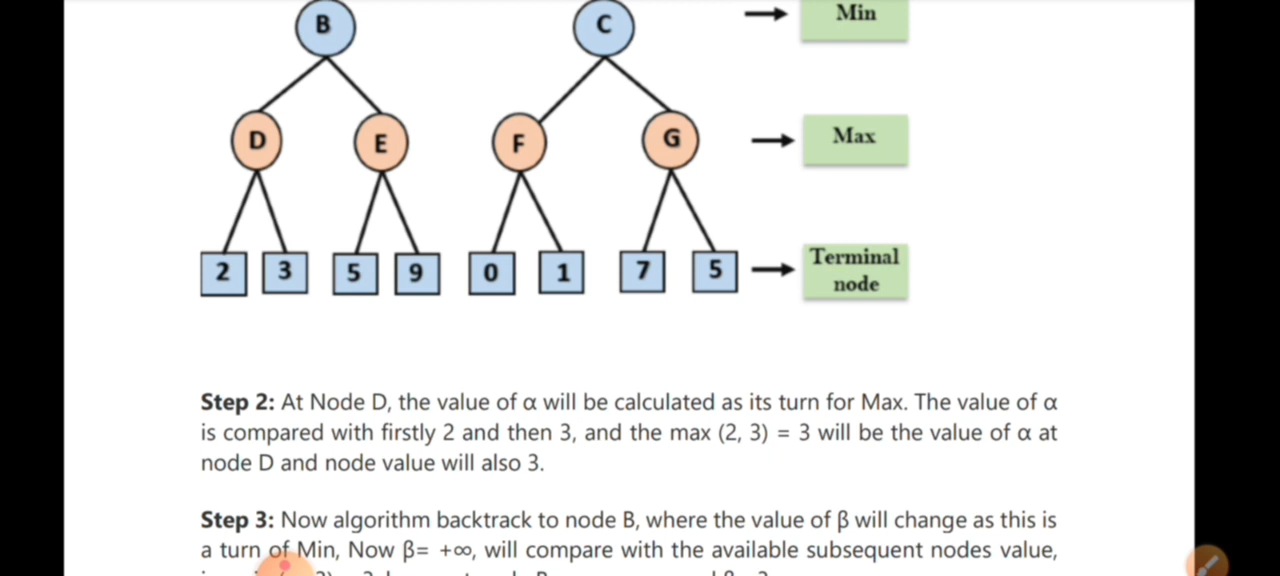 B C Min
D E F G Max
2 3 5 9 0 1 7 5 Terminal
node
Step 2: At Node D, the value of α will be calculated as its turn for Max. The value of α
is compared with firstly 2 and then 3, and the max (2, 3) = 3 will be the value of α at
node D and node value will also 3.
Step 3: Now algorithm backtrack to node B, where the value of β will change as this is
a turn of Min, Now β= +∞, will compare with the available subsequent nodes value,